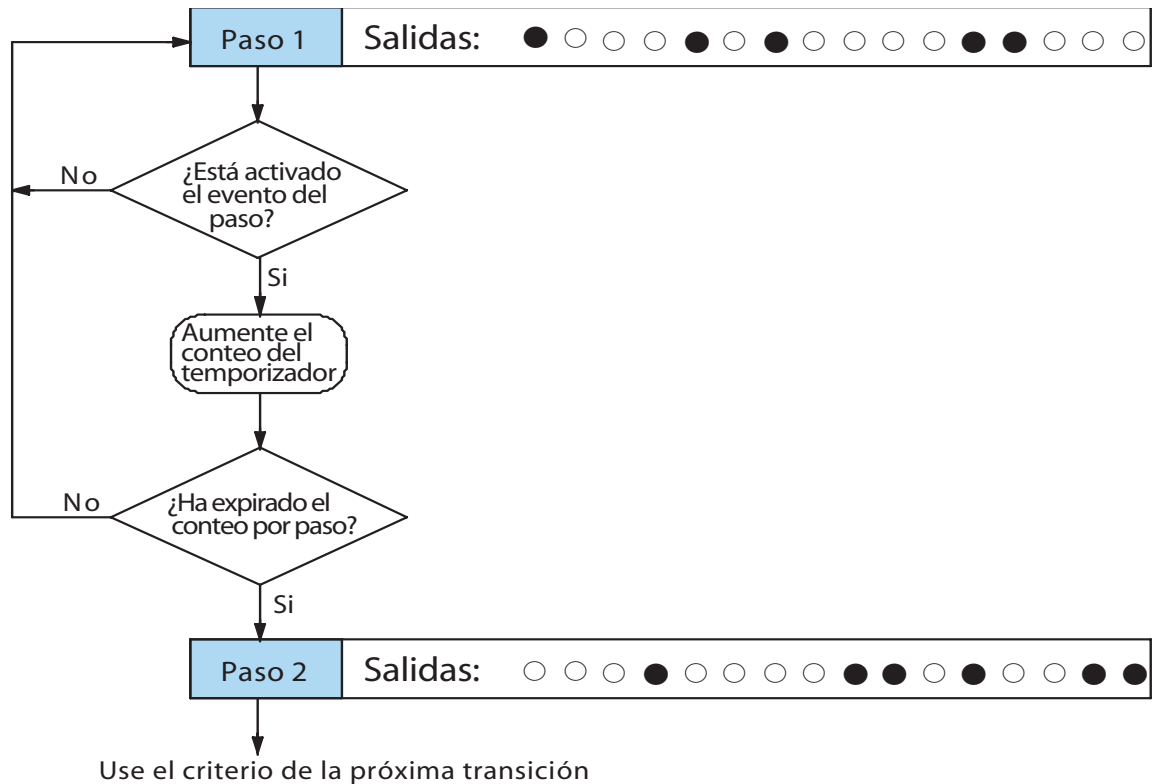 Paso 1 Salidas:
¿Está activado
el evento del
paso?
No
Si
Aumente el
conteo del
temporizador
No
¿Ha expirado el
conteo por paso?
Si
Paso 2 Salidas:
Use el criterio de la próxima transición